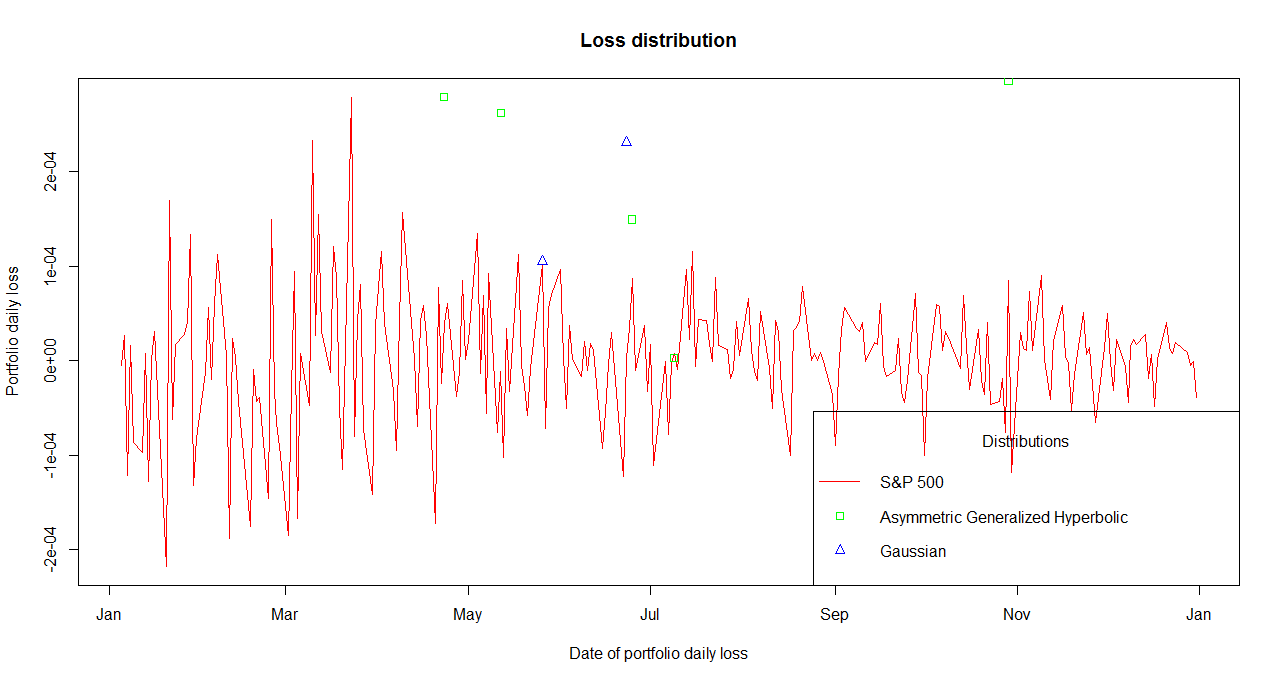 Loss distribution
Portfolio daily loss
2e-04
1e-04
0e+00
-1e-04
-2e-04
Distributions
S&P 500
Asymmetric Generalized Hyperbolic
Gaussian
Jan Mar May Jul Sep Nov Jan
Date of portfolio daily loss